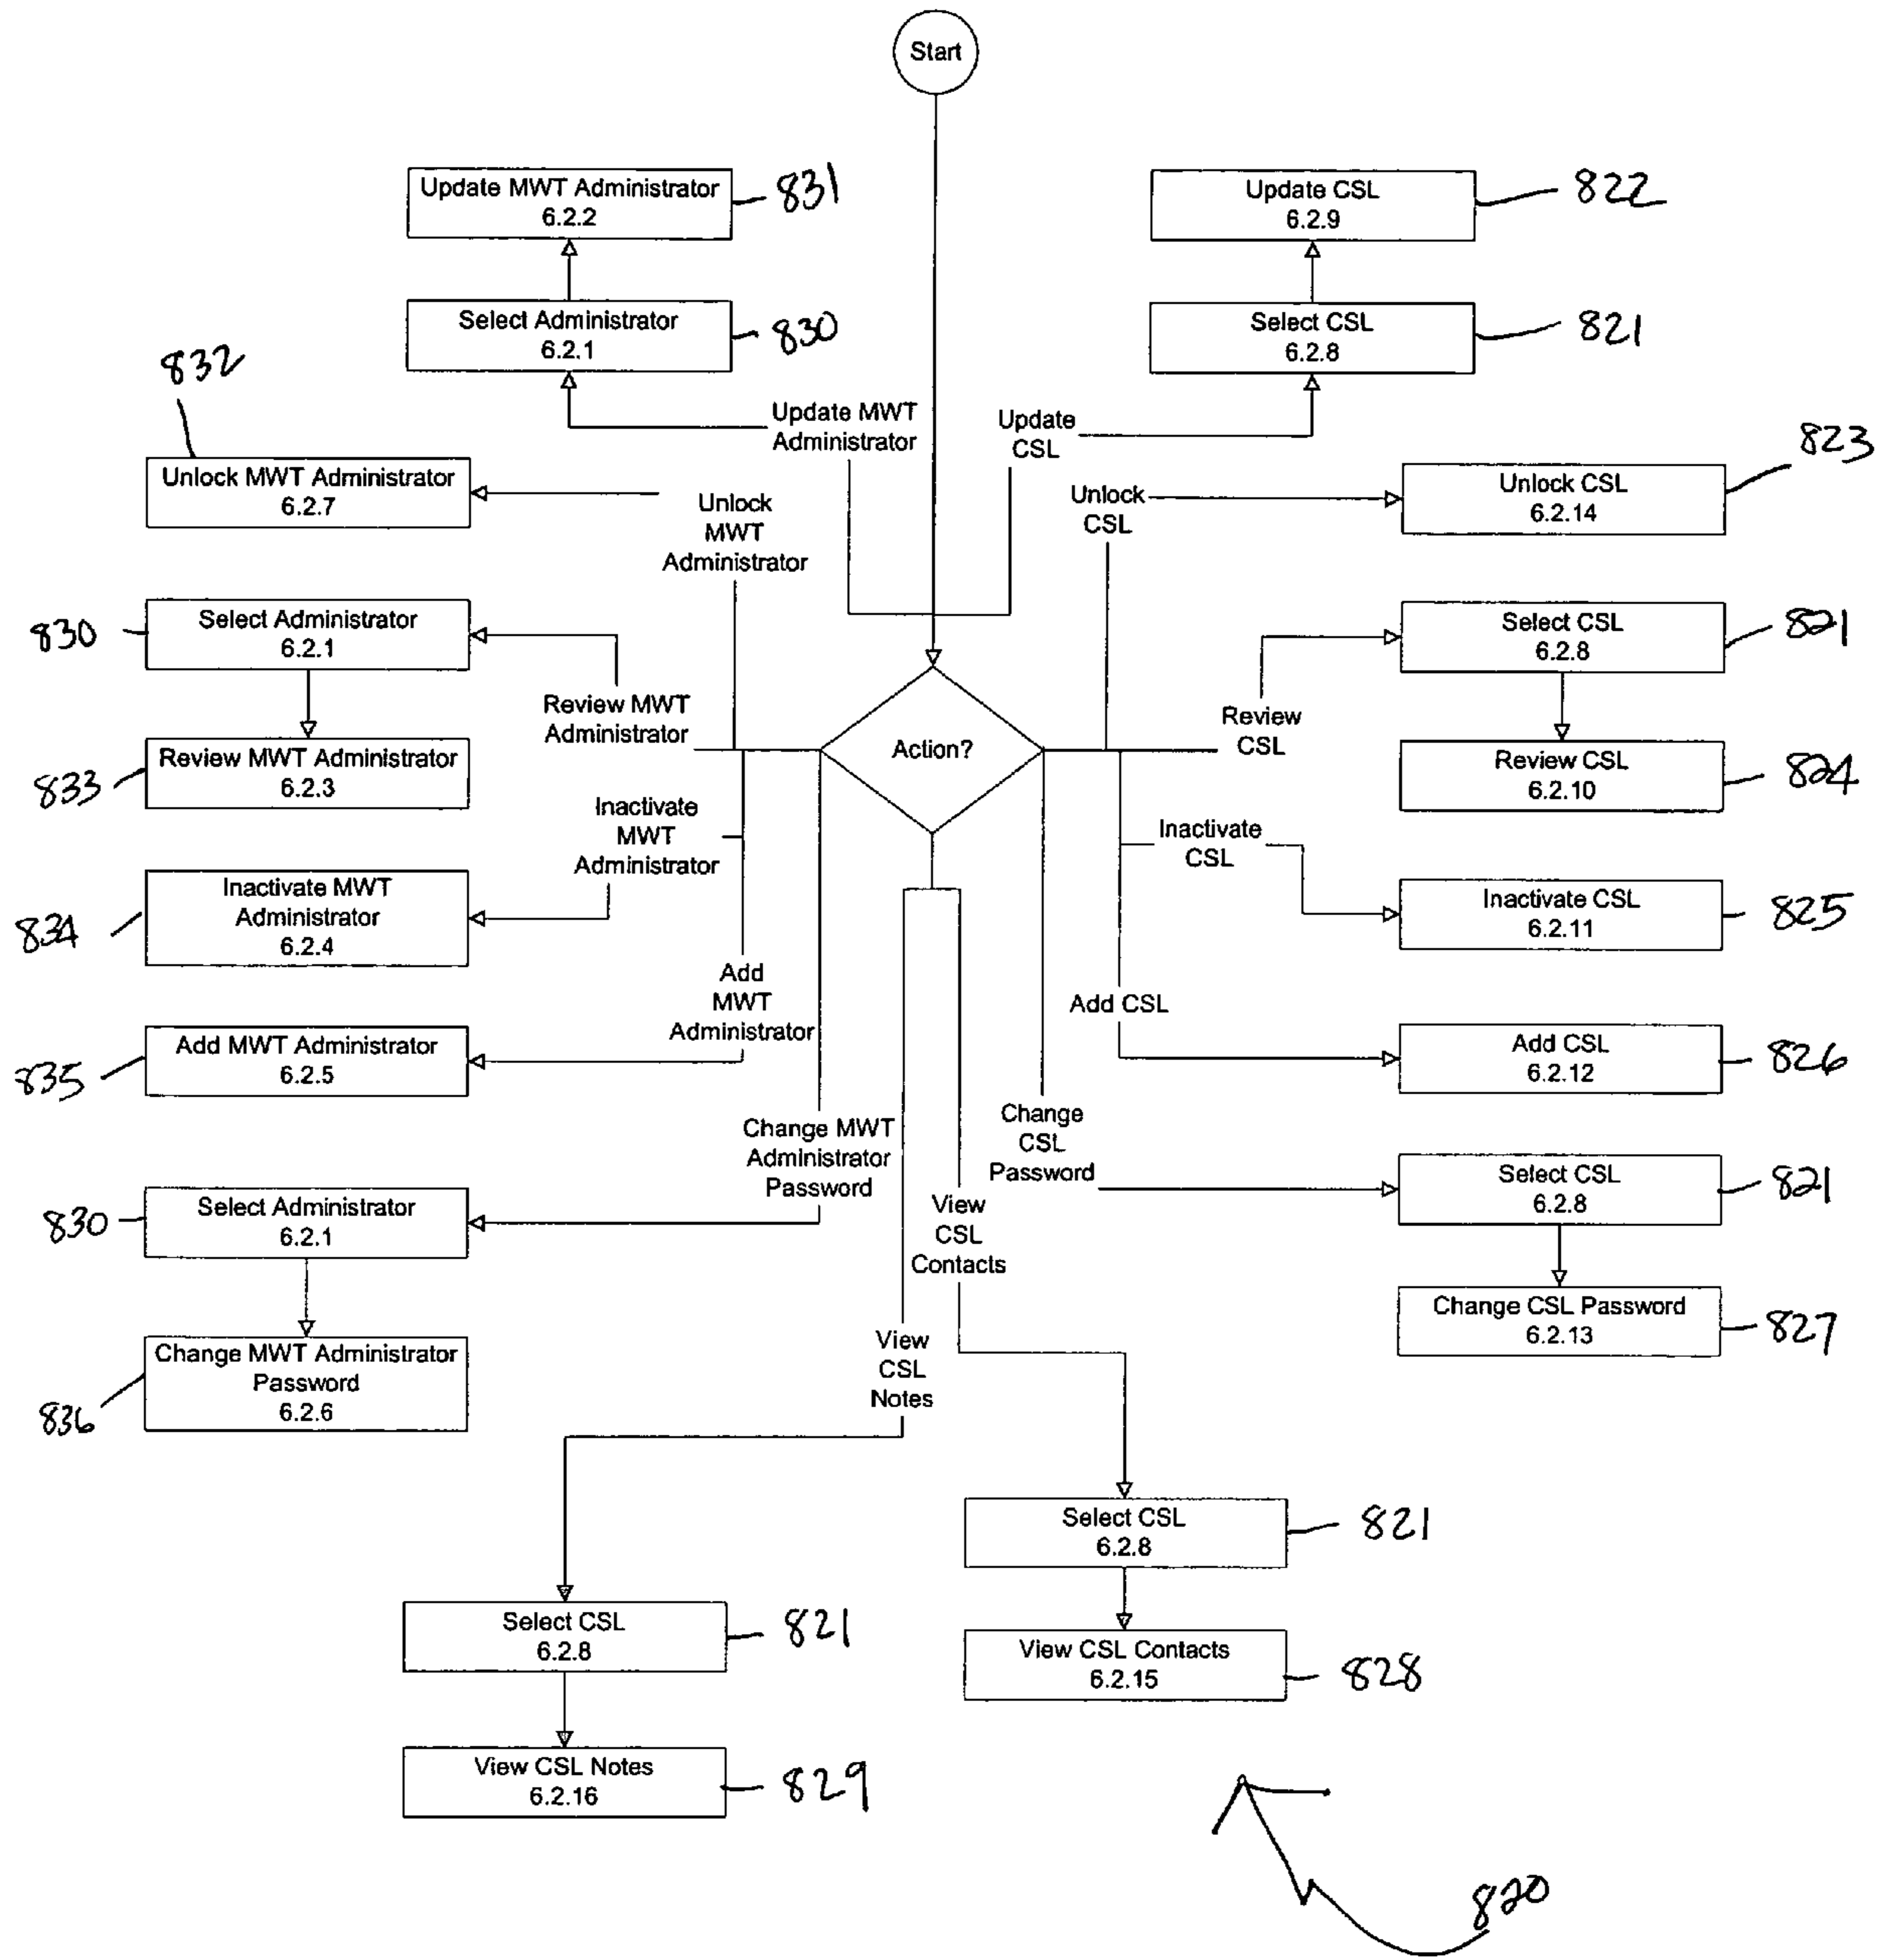 Start
Update MWT Administrator
6.2.2
831
Update CSL
6.2.9
822
Select Administrator
6.2.1
830
Select CSL
6.2.8
821
832
Update MWT
Administrator
Update
CSL
Unlock MWT Administrator
6.2.7
Unlock
MWT
Administrator
Unlock
CSL
Unlock CSL
6.2.14
823
830
Select Administrator
6.2.1
Review MWT
Administrator
Review MWT Administrator
6.2.3
833
Action?
Review
CSL
Select CSL
6.2.8
821
Review CSL
6.2.10
824
Inactivate
MWT
Administrator
Inactivate MWT
Administrator
6.2.4
834
Inactivate
CSL
Inactivate CSL
6.2.11
825
Add
MWT
Administrator
Add MWT Administrator
6.2.5
835
Add CSL
Add CSL
6.2.12
826
Change MWT
Administrator
Password
830
Select Administrator
6.2.1
Change MWT Administrator
Password
6.2.6
836
Change
CSL
Password
Select CSL
6.2.8
821
Change CSL Password
6.2.13
827
View
CSL
Contacts
View
CSL
Notes
Select CSL
6.2.8
821
View CSL Contacts
6.2.15
828
Select CSL
6.2.8
821
View CSL Notes
6.2.16
829
820